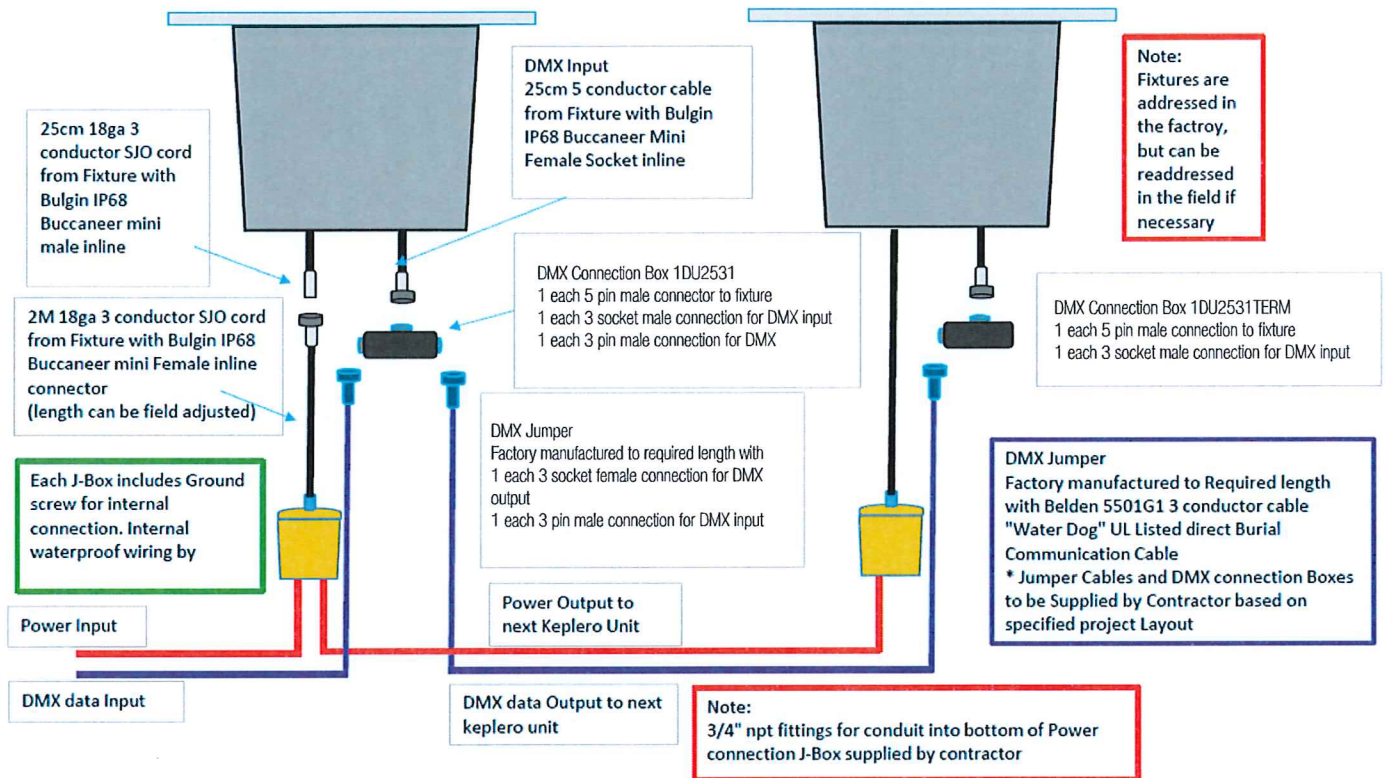 25cm 18ga 3
conductor SJO cord
from Fixture with
Bulgin IP68
Buccaneer mini
male inline
DMX Input
25cm 5 conductor cable
from Fixture with Bulgin
IP68 Buccaneer Mini
Female Socket inline
Note:
Fixtures are
addressed in
the factroy,
but can be
readdressed
in the field if
necessary
2M 18ga 3 conductor SJO cord
from Fixture with Bulgin IP68
Buccaneer mini Female inline
connector
(length can be field adjusted)
DMX Connection Box 1DU2531
1 each 5 pin male connector to fixture
1 each 3 socket male connection for DMX input
1 each 3 pin male connection for DMX
DMX Connection Box 1DU2531TERM
1 each 5 pin male connection to fixture
1 each 3 socket male connection for DMX input
Each J-Box includes Ground
screw for internal
connection. Internal
waterproof wiring by
DMX Jumper
Factory manufactured to required length with
1 each 3 socket female connection for DMX
output
1 each 3 pin male connection for DMX input
DMX Jumper
Factory manufactured to Required length
with Belden 5501G1 3 conductor cable
"Water Dog" UL Listed direct Burial
Communication Cable
* Jumper Cables and DMX connection Boxes
to be Supplied by Contractor based on
specified project Layout
Power Input
Power Output to
next Keplero Unit
DMX data Input
DMX data Output to next
keplero unit
Note:
3/4" npt fittings for conduit into bottom of Power
connection J-Box supplied by contractor